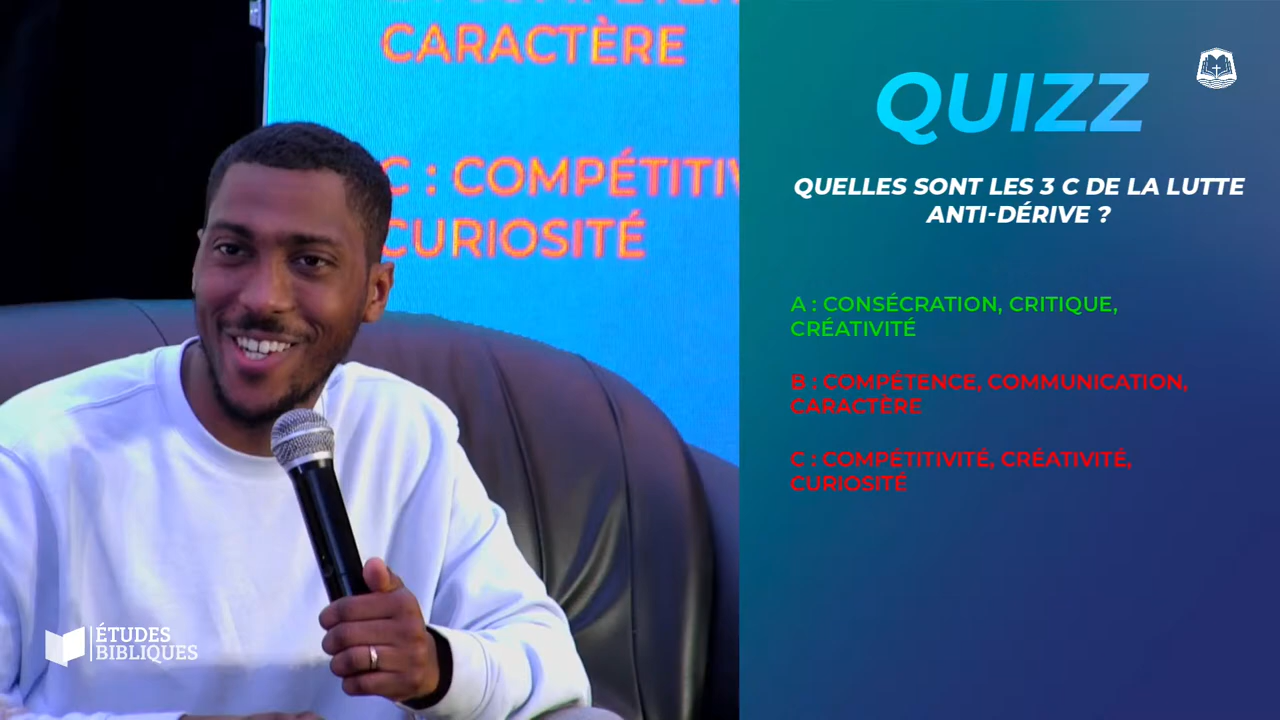 CARACTÈRE
C : COMPÉTITIV
CURIOSITÉ
ÉTUDES
BIBLIQUES
QUIZZ
QUELLES SONT LES 3 C DE LA LUTTE
ANTI-DÉRIVE ?
A : CONSÉCRATION, CRITIQUE,
CRÉATIVITÉ
B : COMPÉTENCE, COMMUNICATION,
CARACTÈRE
C : COMPÉTITIVITÉ, CRÉATIVITÉ,
CURIOSITÉ